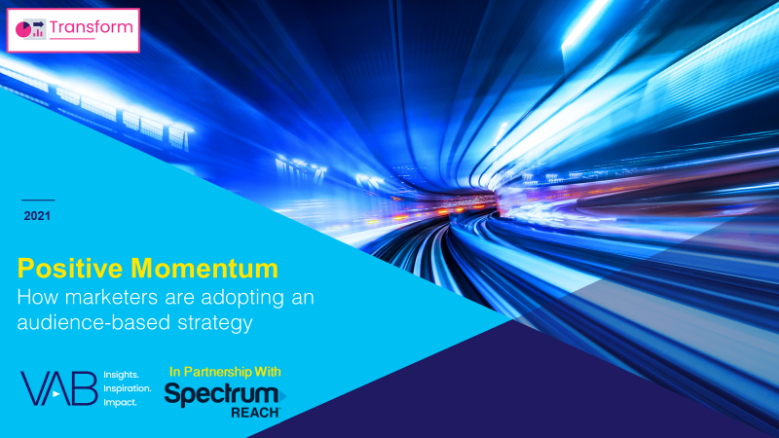 Transform
2021
Positive Momentum
How marketers are adopting an
audience-based strategy
VAB
Insights.
Inspiration.
Impact.
In Partnership With
Spectrum
REACH